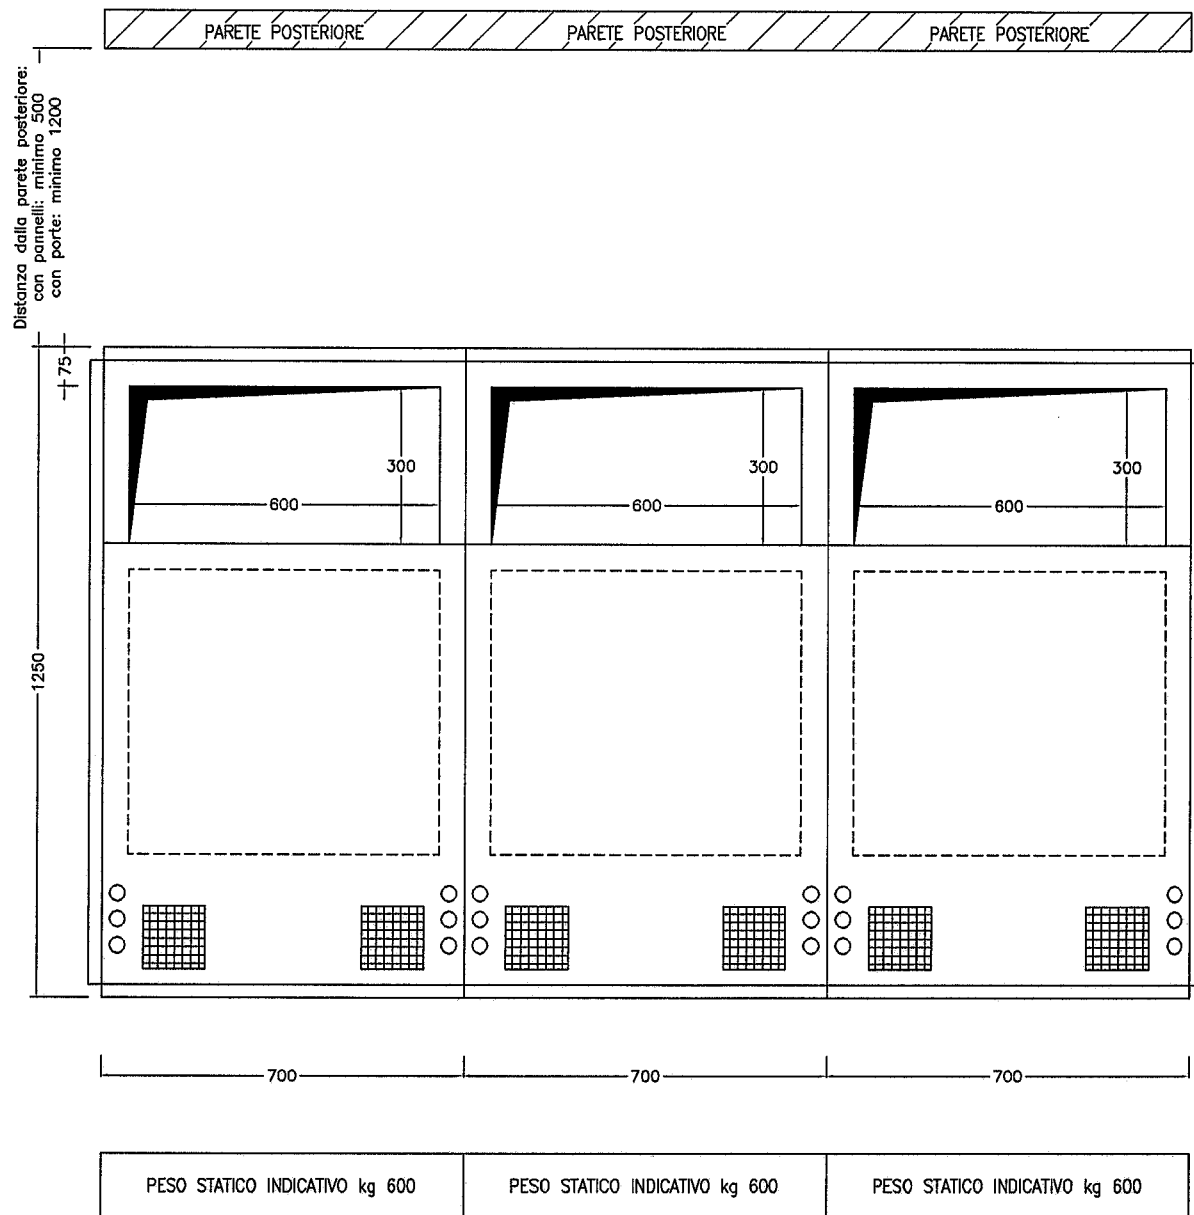 PARETE POSTERIORE
PARETE POSTERIORE
PARETE POSTERIORE
Distanza dalla parete posteriore:
con pannelli: minimo 500
con porte: minimo 1200
75
300
300
300
600
600
600
1250
700
700
700
PESO STATICO INDICATIVO kg 600
PESO STATICO INDICATIVO kg 600
PESO STATICO INDICATIVO kg 600